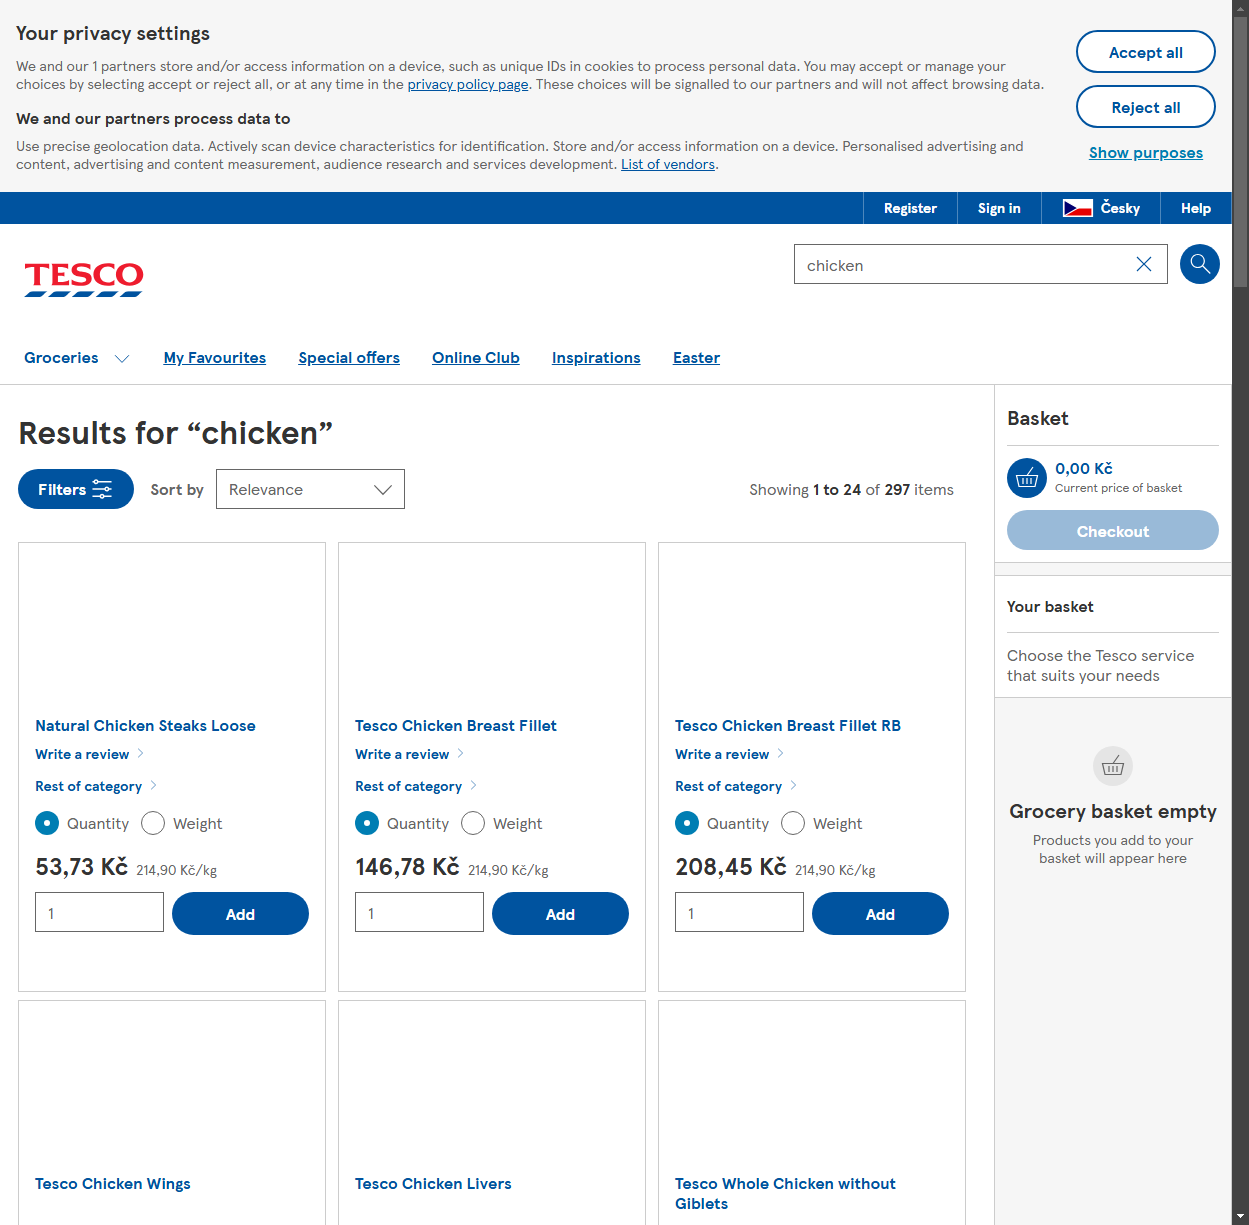 Your privacy settings
We and our 1 partners store and/or access information on a device, such as unique IDs in cookies to process personal data. You may accept or manage your
choices by selecting accept or reject all, or at any time in the privacy policy page. These choices will be signalled to our partners and will not affect browsing data.
We and our partners process data to
Use precise geolocation data. Actively scan device characteristics for identification. Store and/or access information on a device. Personalised advertising and
content, advertising and content measurement, audience research and services development. List of vendors.
Accept all
Reject all
Show purposes
Register
Sign in
Česky
Help
TESCO
chicken
Groceries
My Favourites
Special offers
Online Club
Inspirations
Easter
Results for “chicken”
Filters
Sort by
Relevance
Showing 1 to 24 of 297 items
Natural Chicken Steaks Loose
Write a review
Rest of category
Quantity
Weight
53,73 Kč 214,90 Kč/kg
1
Add
Tesco Chicken Breast Fillet
Write a review
Rest of category
Quantity
Weight
146,78 Kč 214,90 Kč/kg
1
Add
Tesco Chicken Breast Fillet RB
Write a review
Rest of category
Quantity
Weight
208,45 Kč 214,90 Kč/kg
1
Add
Tesco Chicken Wings
Tesco Chicken Livers
Tesco Whole Chicken without
Giblets
Basket
0,00 Kč
Current price of basket
Checkout
Your basket
Choose the Tesco service
that suits your needs
Grocery basket empty
Products you add to your
basket will appear here